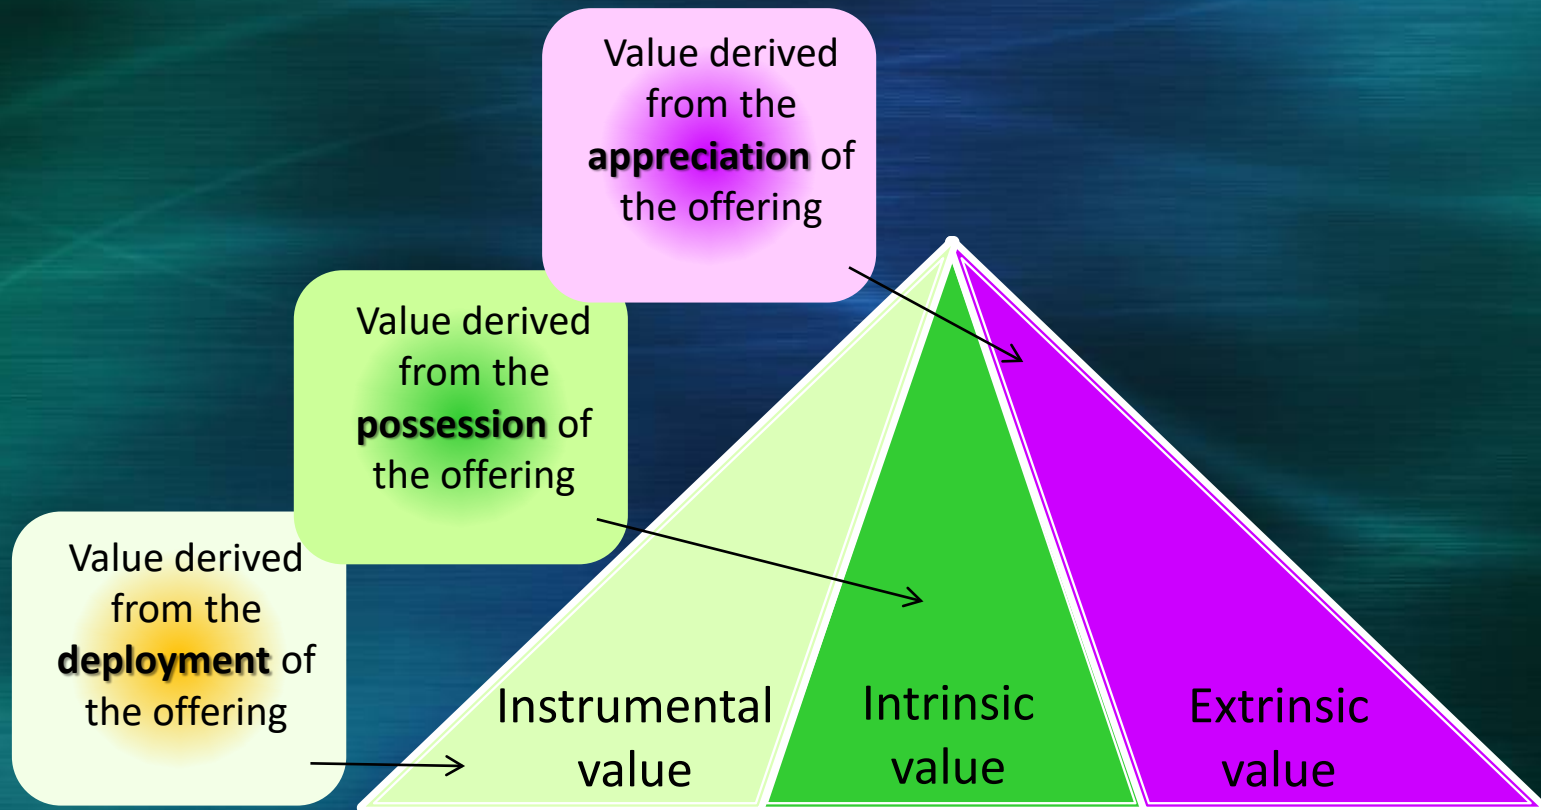 Value derived
from the
appreciation of
the offering
Value derived
from the
possession of
the offering
Value derived
from the
deployment of
the offering
Instrumental
value
Intrinsic
value
Extrinsic
value